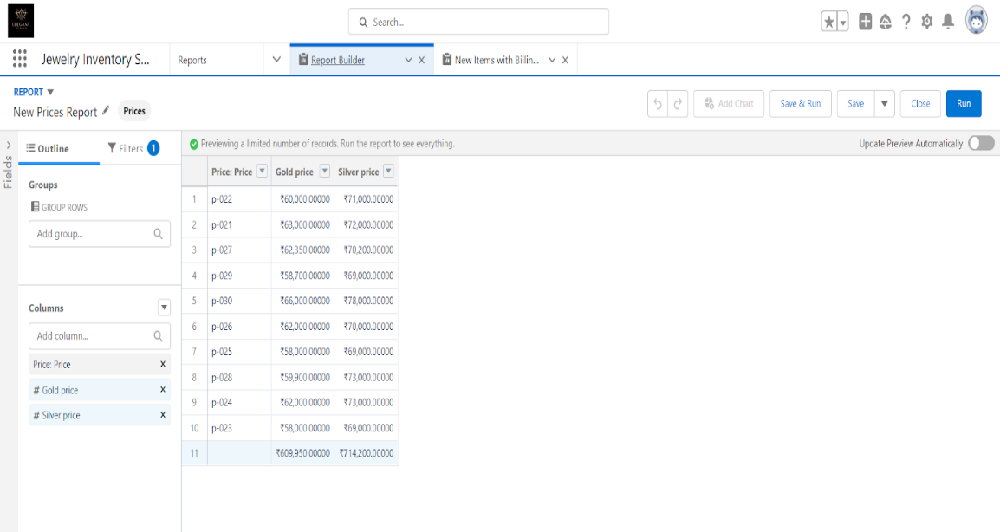 ELEGANT
Search...
Jewelry Inventory S...
Reports
Report Builder
X
New Items with Billin...
X
REPORT
New Prices Report
Prices
Add Chart
Save & Run
Save
Close
Run
Fields
Outline
Filters
1
Previewing a limited number of records. Run the report to see everything.
Update Preview Automatically
Groups
GROUP ROWS
Add group...
Columns
Add column...
Price: Price X
# Gold price X
# Silver price X
Price: Price Gold price Silver price
1 p-022 ₹60,000.00000 ₹71,000.00000
2 p-021 ₹63,000.00000 ₹72,000.00000
3 p-027 ₹62,350.00000 ₹70,200.00000
4 p-029 ₹58,700.00000 ₹69,000.00000
5 p-030 ₹66,000.00000 ₹78,000.00000
6 p-026 ₹62,000.00000 ₹70,000.00000
7 p-025 ₹58,000.00000 ₹69,000.00000
8 p-028 ₹59,900.00000 ₹73,000.00000
9 p-024 ₹62,000.00000 ₹73,000.00000
10 p-023 ₹58,000.00000 ₹69,000.00000
11 ₹609,950.00000 ₹714,200.00000